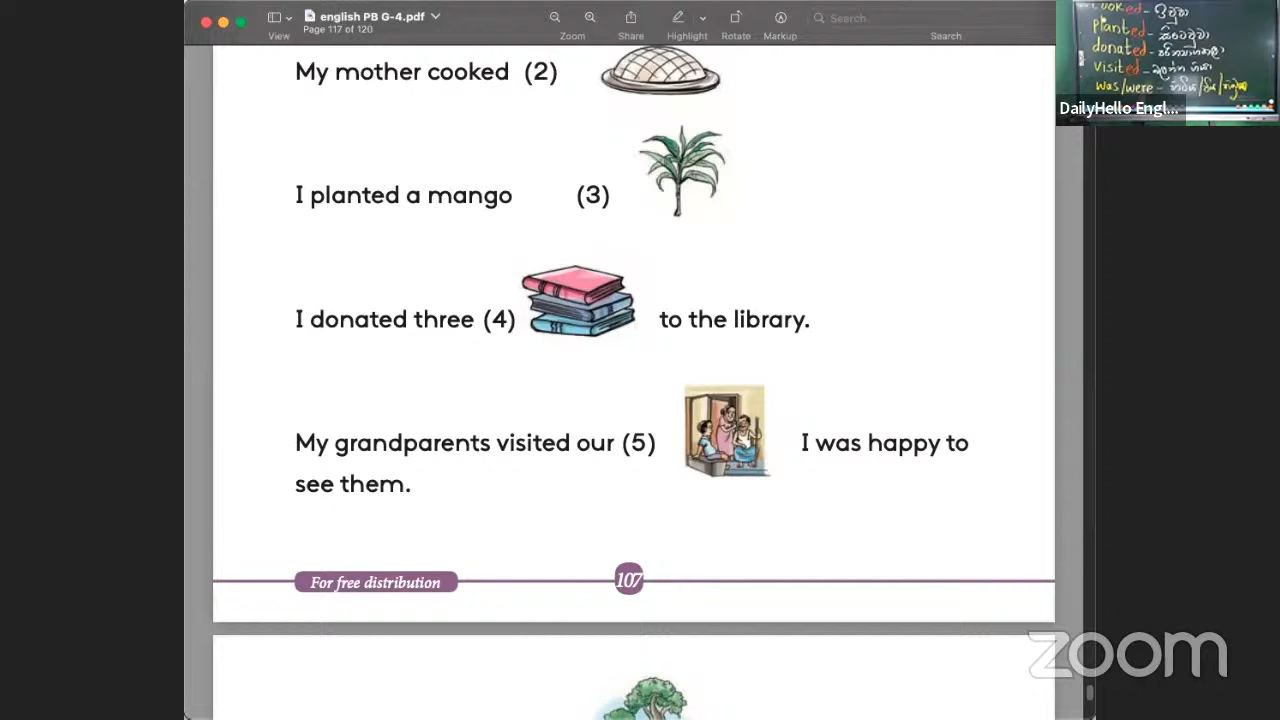 english PB G-4.pdf
Page 117 of 120
View
Zoom
Share
Highlight
Rotate
Markup
Search
Search
My mother cooked (2)
I planted a mango (3)
I donated three (4) to the library.
My grandparents visited our (5) I was happy to
see them.
For free distribution
107
planted -
donated -
visited -
was/were -
DailyHello Engl...
zoom